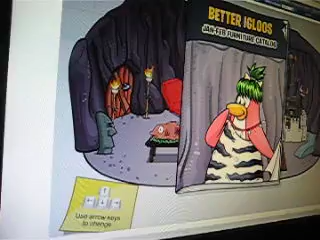 BETTER IGLOOS
JAN-FEB FURNITURE CATALOG
Use arrow keys
to change